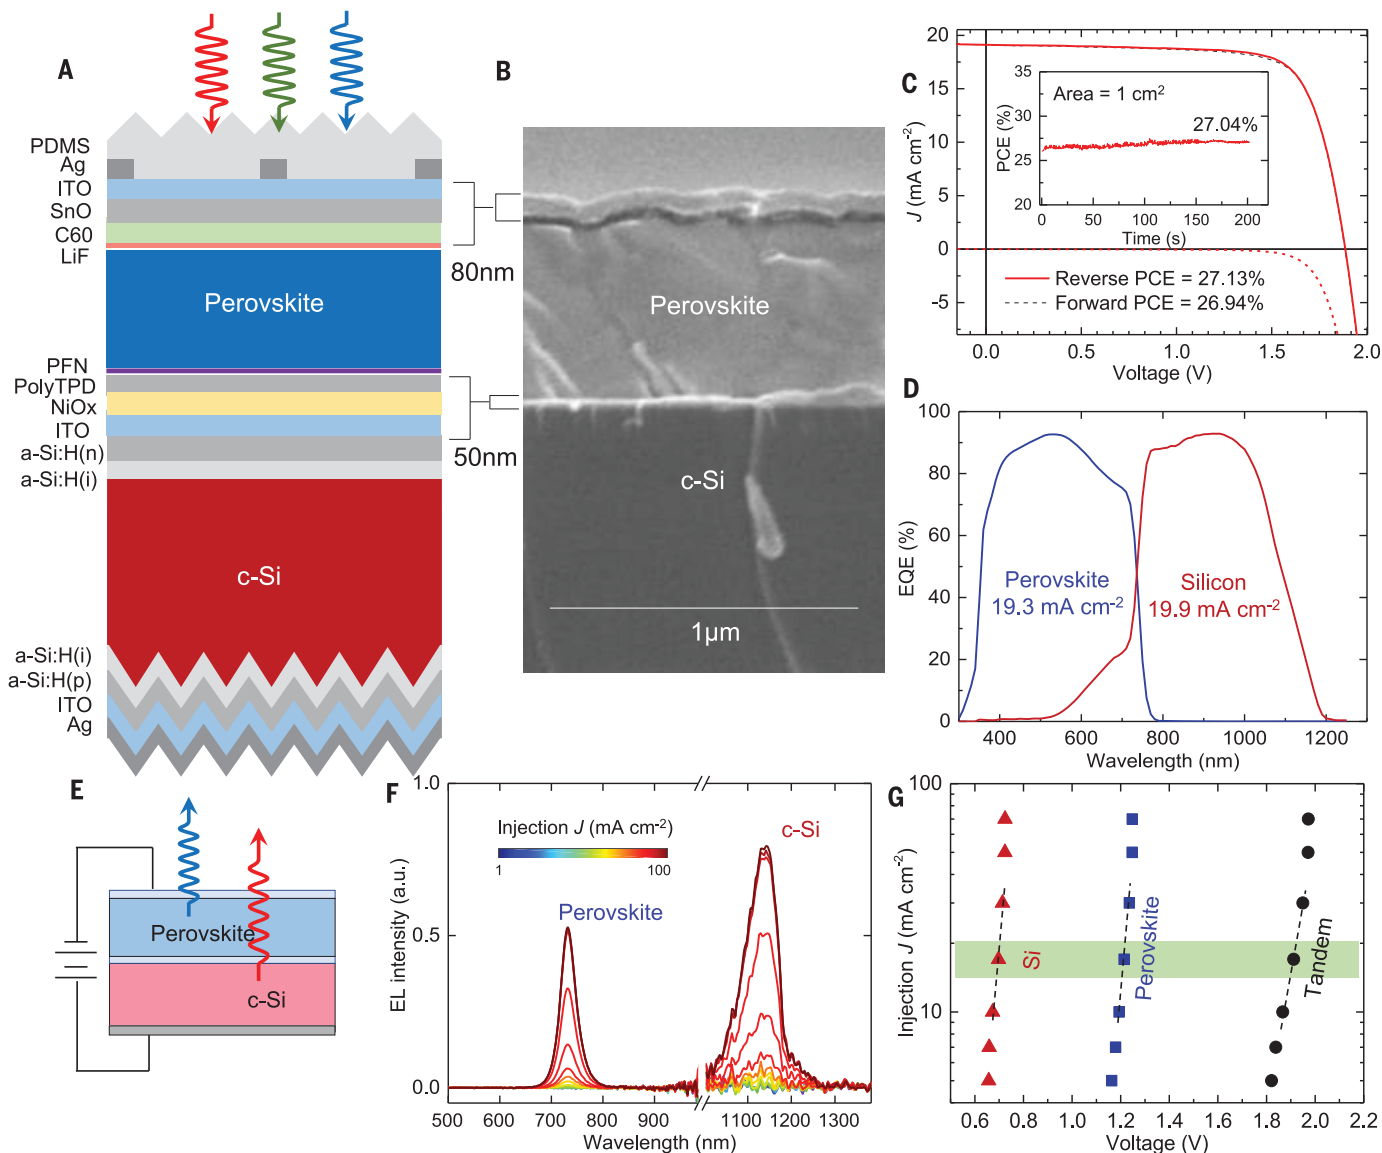 A
PDMS
Ag
ITO
SnO
C60
LiF
80nm
Perovskite
PFN
PolyTPD
NiOx
ITO
a-Si:H(n)
50nm
a-Si:H(i)
c-Si
a-Si:H(i)
a-Si:H(p)
ITO
Ag
B
Perovskite
c-Si
1μm
C
20
10
0
-5
J (mA cm-2)
0.0 0.5 1.0 1.5 2.0
Voltage (V)
35
30
25
20
PCE (%)
Area = 1 cm2
27.04%
0 50 100 150 200
Time (s)
Reverse PCE = 27.13%
Forward PCE = 26.94%
D
100
80
60
40
20
0
EQE (%)
Perovskite
19.3 mA cm-2
Silicon
19.9 mA cm-2
400 600 800 1000 1200
Wavelength (nm)
E
Perovskite
c-Si
F
1.0
0.5
0.0
EL intensity (a.u.)
Injection J (mA cm-2)
1 100
Perovskite
c-Si
500 600 700 800 900 1100 1200 1300
Wavelength (nm)
G
100
10
Injection J (mA cm-2)
Si
Perovskite
Tandem
0.6 0.8 1.0 1.2 1.4 1.6 1.8 2.0 2.2
Voltage (V)